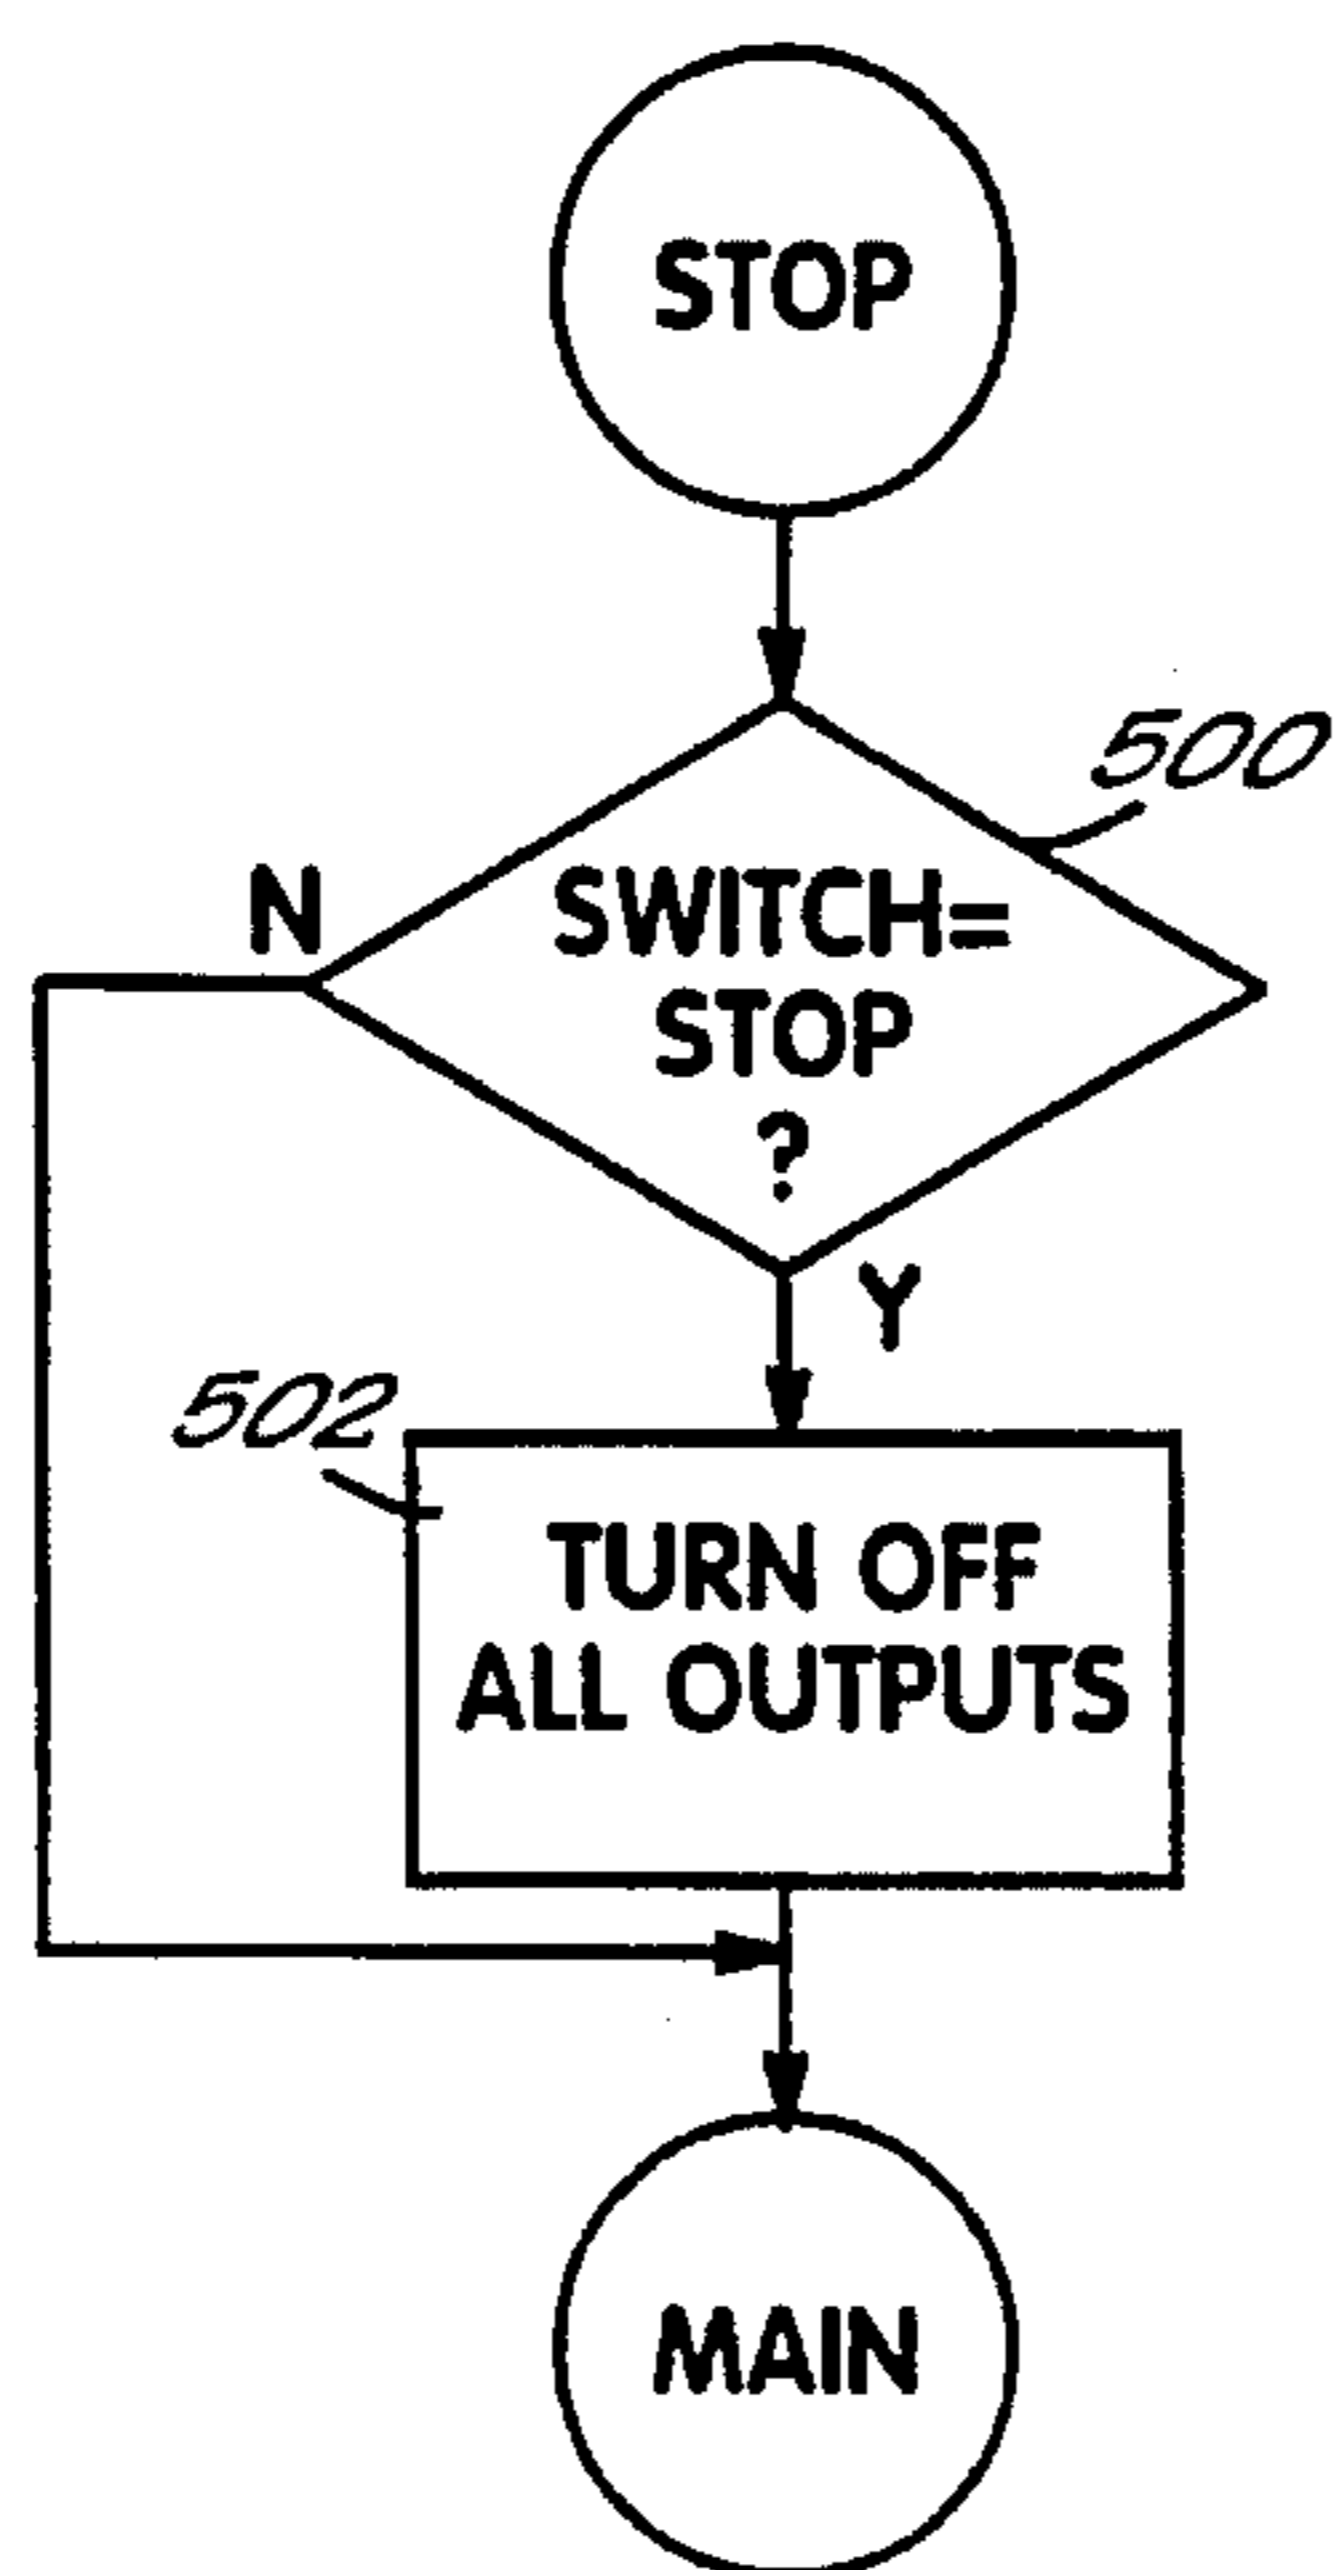 STOP
500
N
SWITCH=
STOP
?
Y
502
TURN OFF
ALL OUTPUTS
MAIN